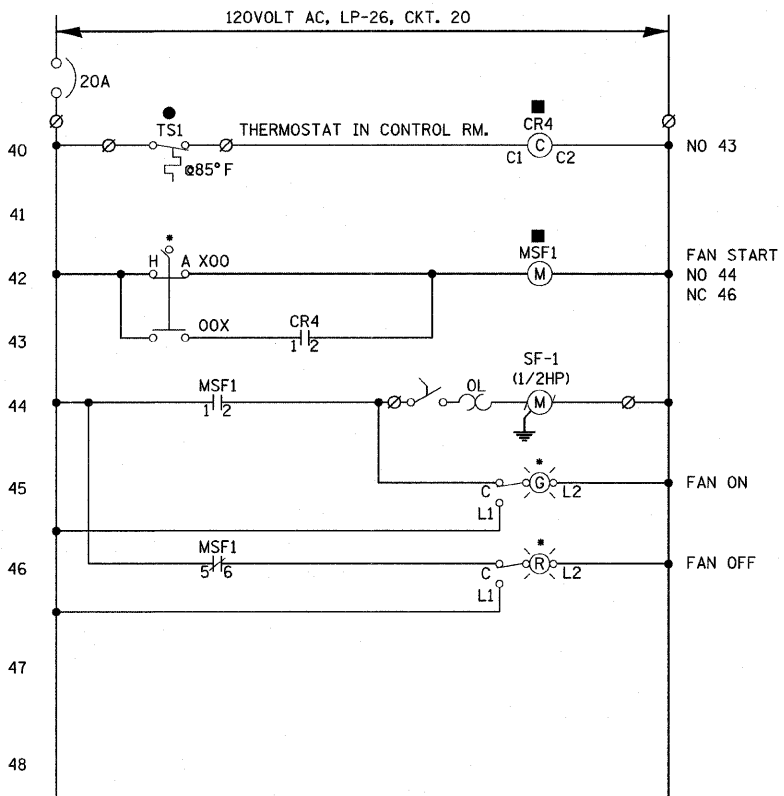 120VOLT AC, LP-26, CKT. 20
20A
TS1
THERMOSTAT IN CONTROL RM.
CR4
40
@85°F
C1 C C2
NO 43
41
*
MSF1
FAN START
42
H A XOO
M
NO 44
NC 46
OOX
CR4
43
1 2
SF-1
(1/2HP)
MSF1
OL
44
1 2
M
*
45
C
G
L2
FAN ON
L1
MSF1
*
46
5 6
C
R
L2
FAN OFF
L1
47
48